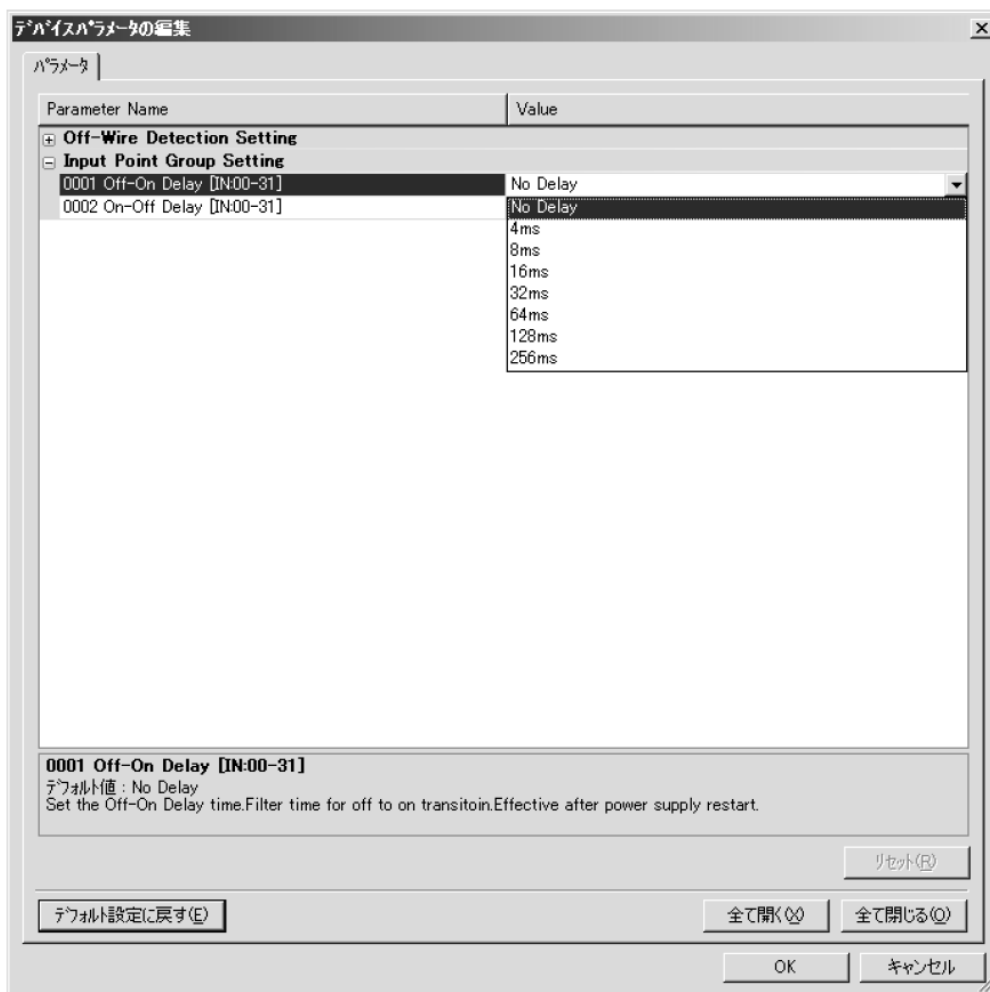 デバイスパラメータの編集
パラメータ
Parameter Name Value
Off-Wire Detection Setting
Input Point Group Setting
0001 Off-On Delay [IN:00-31] No Delay
0002 On-Off Delay [IN:00-31] No Delay
4ms
8ms
16ms
32ms
64ms
128ms
256ms
0001 Off-On Delay [IN:00-31]
デフォルト値 : No Delay
Set the Off-On Delay time.Filter time for off to on transitoin.Effective after power supply restart.
リセット(R)
デフォルト設定に戻す(E) 全て開く(X) 全て閉じる(O)
OK キャンセル